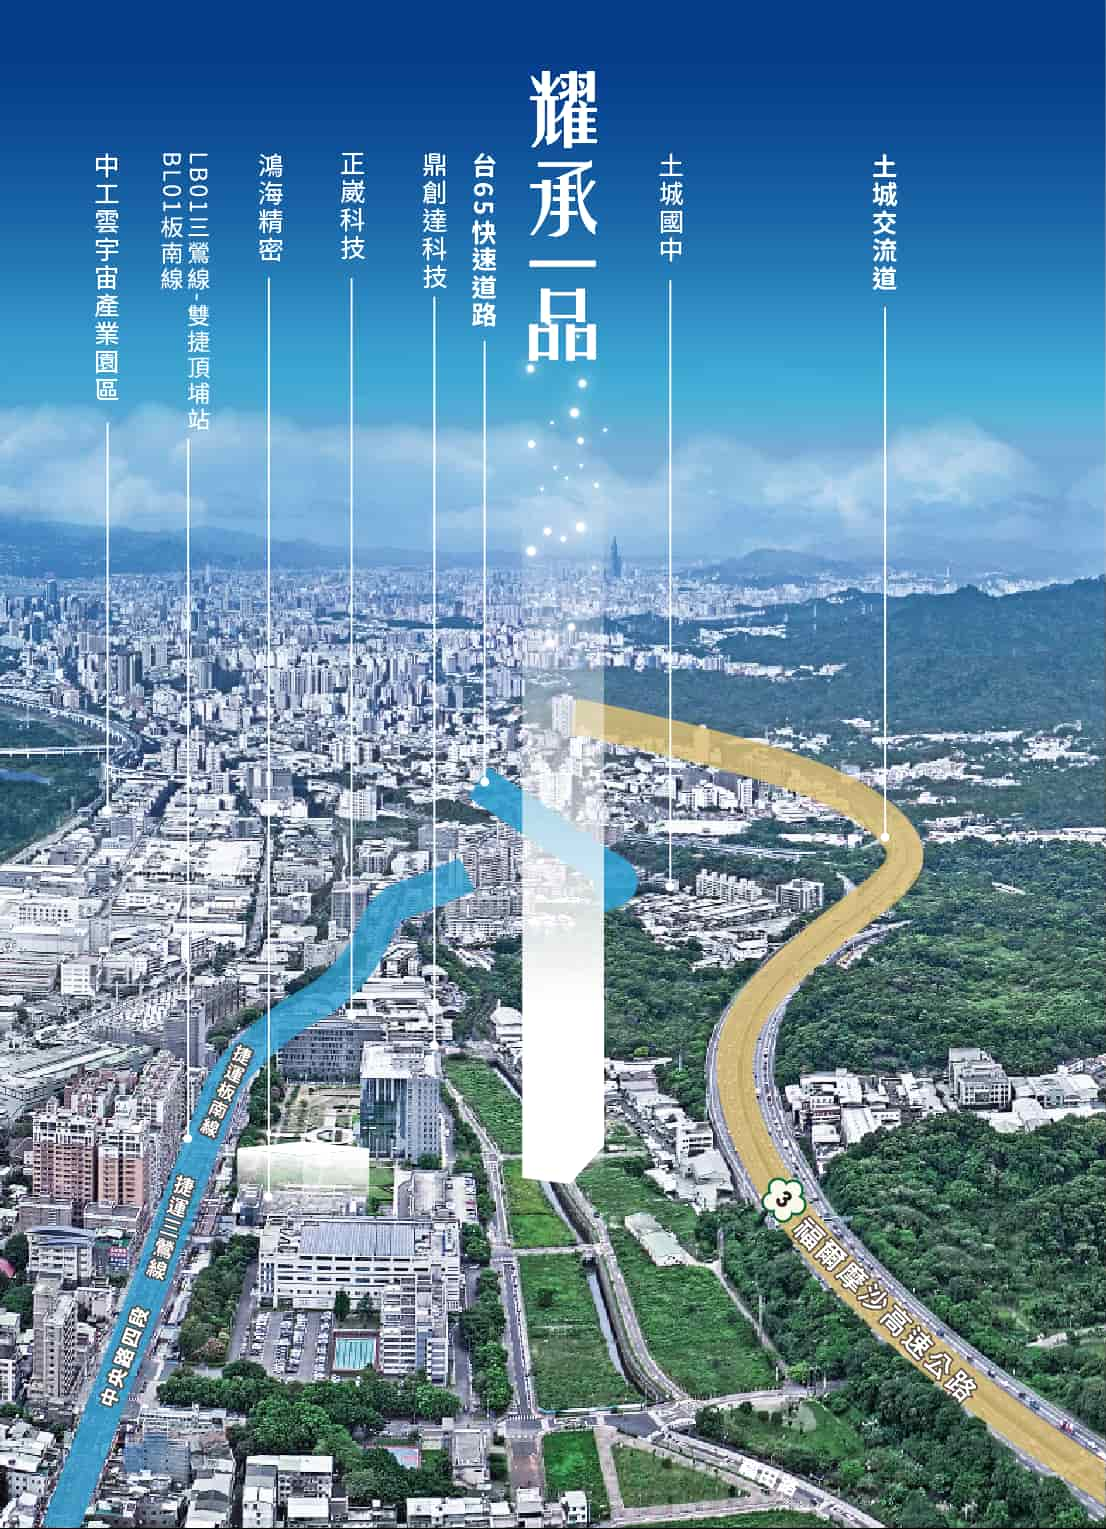 耀承一品
中工雲宇宙產業園區
LB01三鶯線-雙捷頂埔站
BL01板南線
鴻海精密
正崴科技
鼎創達科技
台65快速道路
土城國中
土城交流道
捷運板南線
捷運三鶯線
中央路四段
3
福爾摩沙高速公路